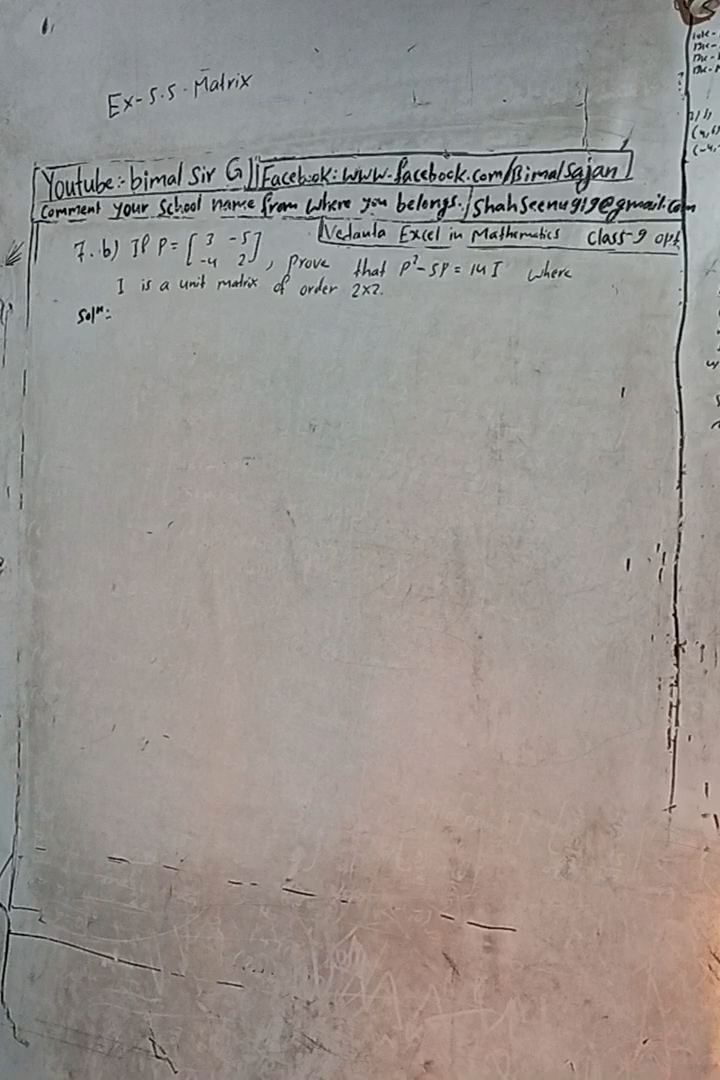 Ex-5.5- Matrix
Youtube:- bimal Sir G
Facebook: www.facebook.com/Bimalsajan
Comment your School name from where you belongs. / Shahseenu919@gmail.com
Vedanta Excel in Mathematics Class-9 opt
7. b) If P = [3 -5
-4 2], prove that P²-5P = 14I where
I is a unit matrix of order 2×2.
Solⁿ: